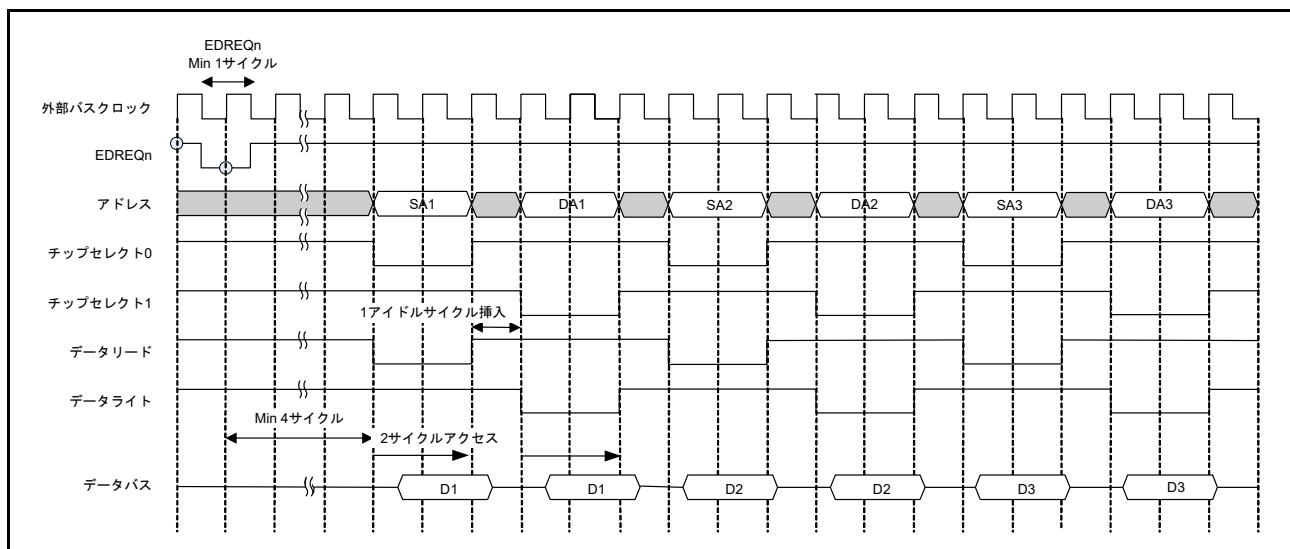 EDREQn
Min 1サイクル
外部バスクロック
EDREQn
アドレス
SA1
DA1
SA2
DA2
SA3
DA3
チップセレクト0
チップセレクト1
1アイドルサイクル挿入
データリード
データライト
Min 4サイクル
2サイクルアクセス
データバス
D1
D1
D2
D2
D3
D3